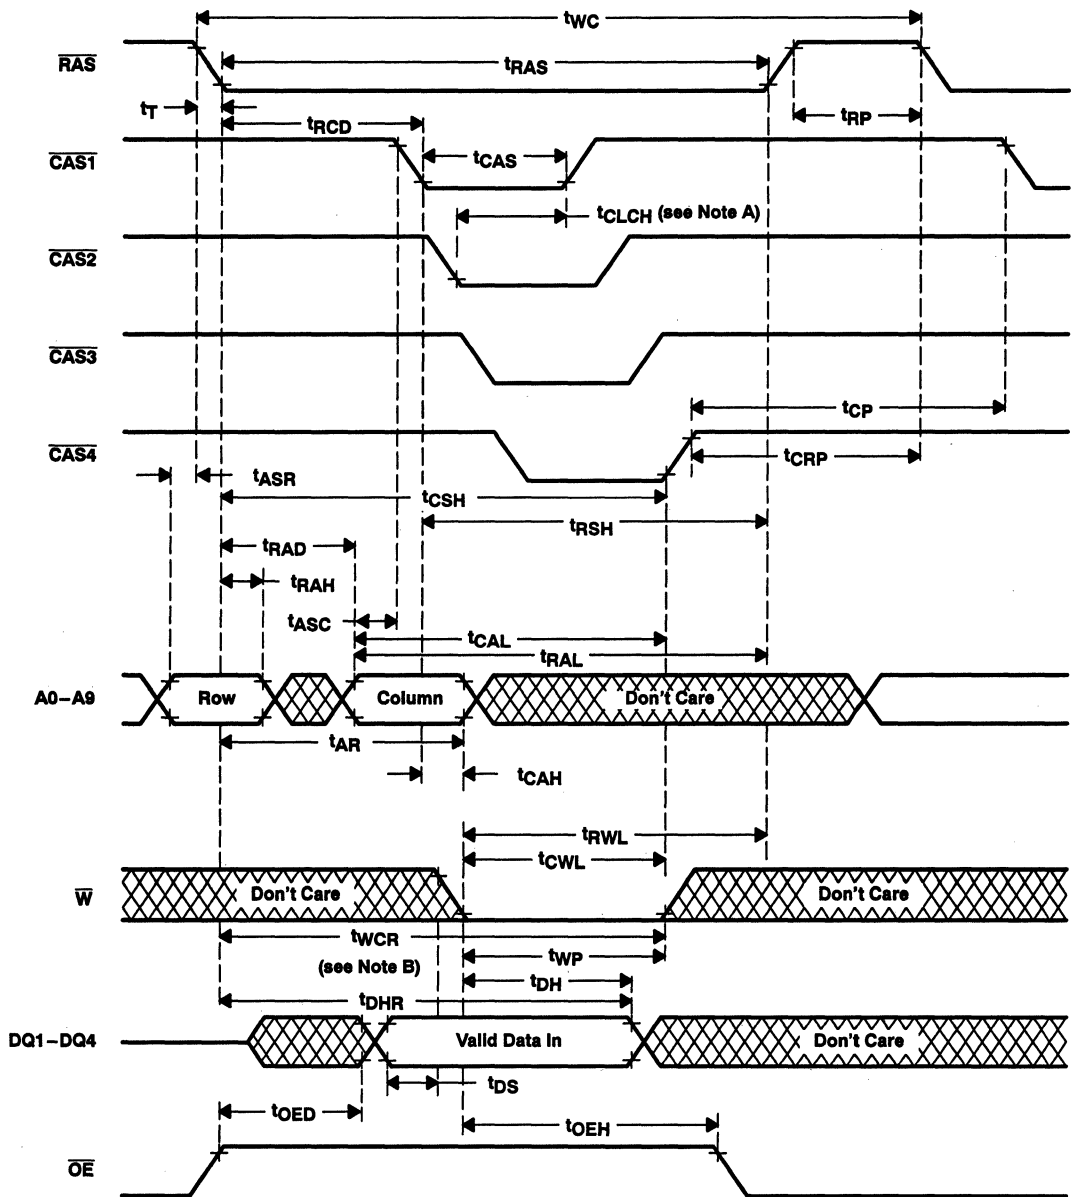 tWC
RAS
tRAS
tT
tRCD
tRP
CAS1
tCAS
tCLCH (see Note A)
CAS2
CAS3
tCP
CAS4
tCRP
tASR
tCSH
tRSH
tRAD
tRAH
tASC
tCAL
tRAL
A0–A9
Row
Column
Don't Care
tAR
tCAH
tRWL
tCWL
W
Don't Care
Don't Care
tWCR
tWP
(see Note B)
tDH
tDHR
DQ1–DQ4
Valid Data In
Don't Care
tDS
tOED
tOEH
OE